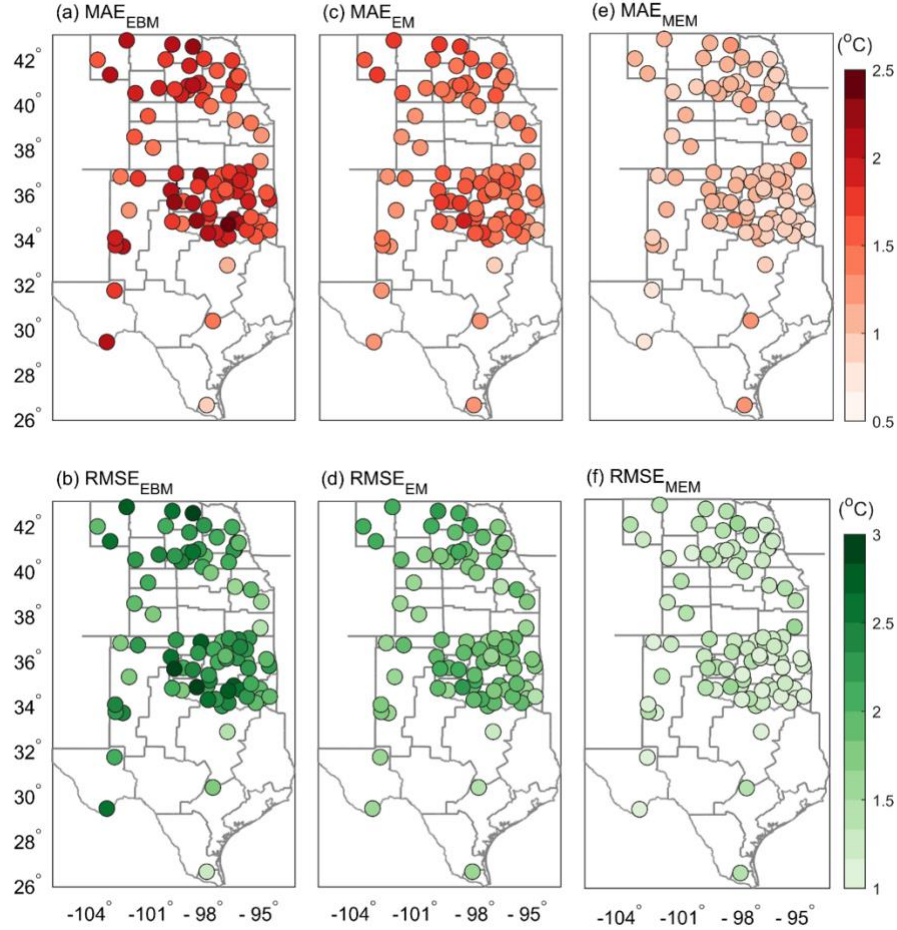 (a) MAE_EBM
(c) MAE_EM
(e) MAE_MEM
(°C)
42°
40°
38°
36°
34°
32°
30°
28°
26°
2.5
2
1.5
1
0.5
(b) RMSE_EBM
(d) RMSE_EM
(f) RMSE_MEM
(°C)
42°
40°
38°
36°
34°
32°
30°
28°
26°
3
2.5
2
1.5
1
-104° -101° -98° -95°
-104° -101° -98° -95°
-104° -101° -98° -95°